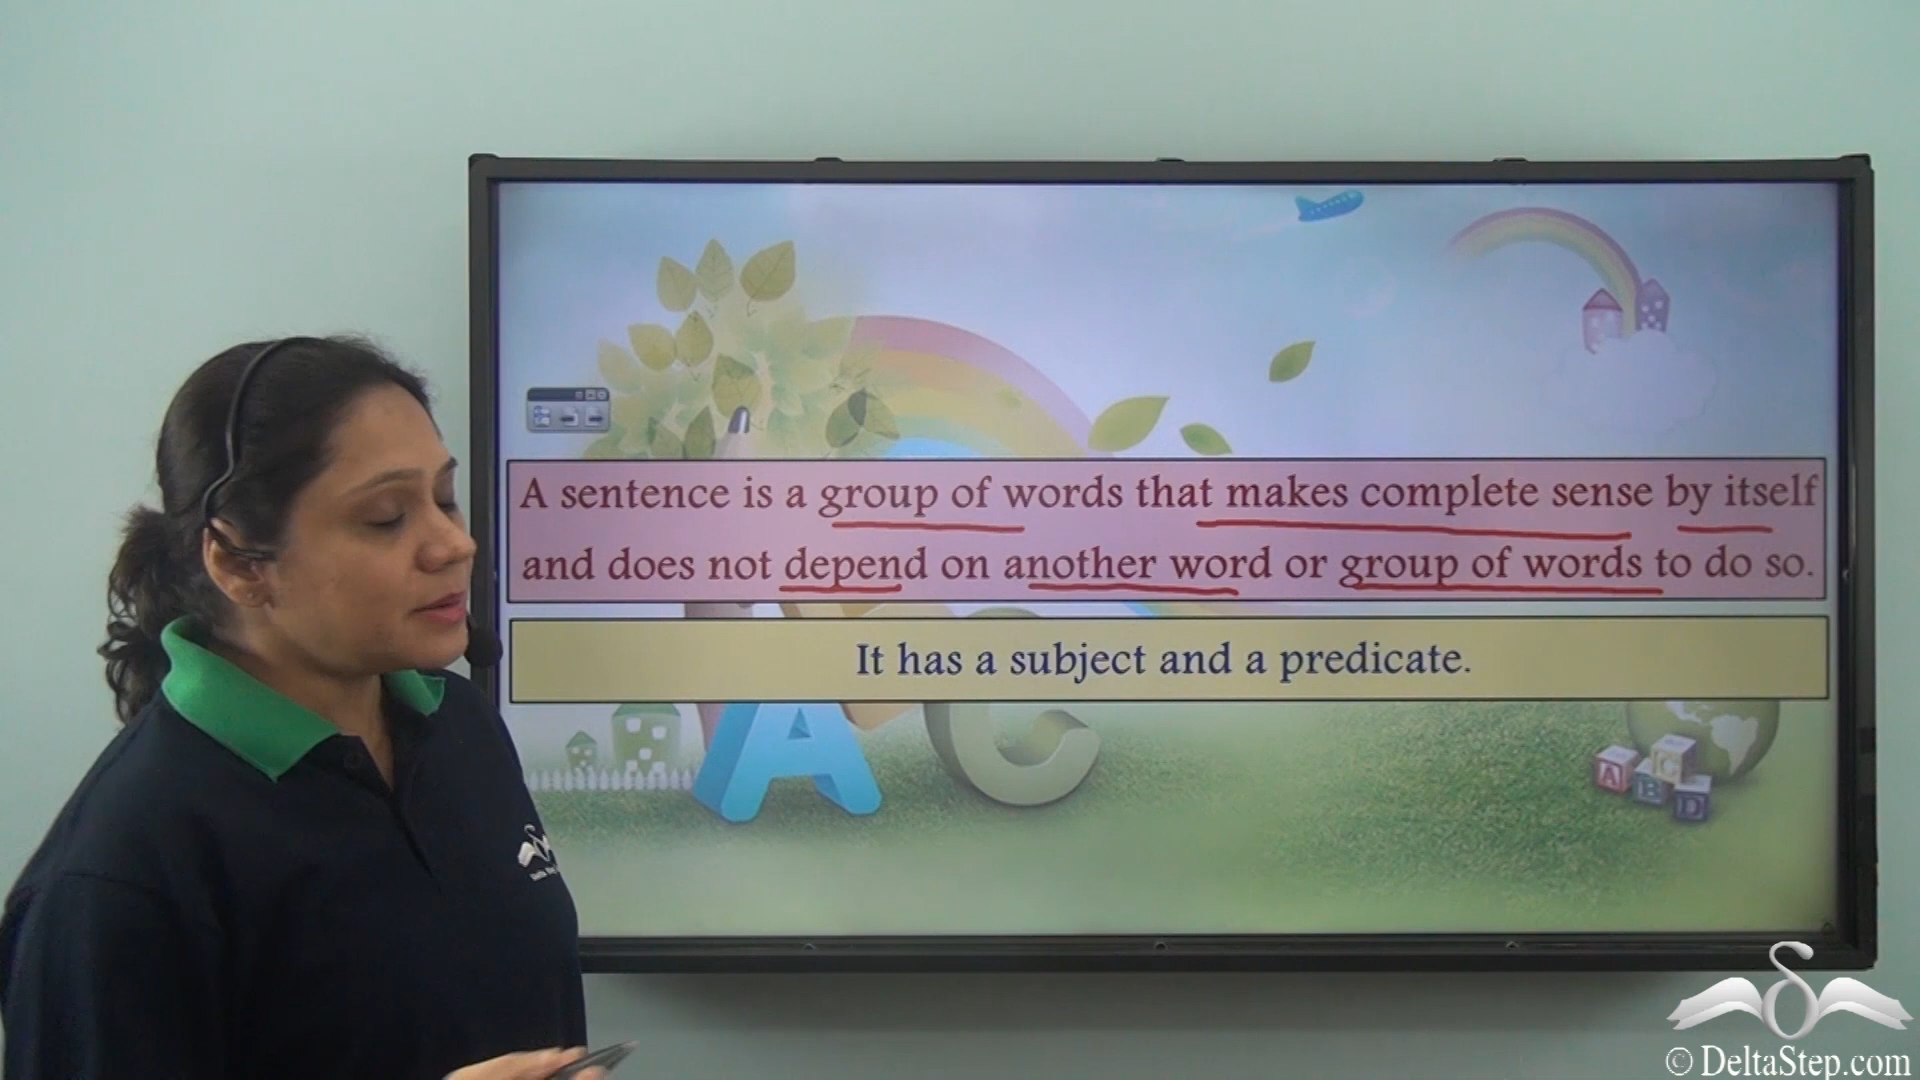 A sentence is a group of words that makes complete sense by itself
and does not depend on another word or group of words to do so.
It has a subject and a predicate.
A C
A
B
C
D
© DeltaStep.com